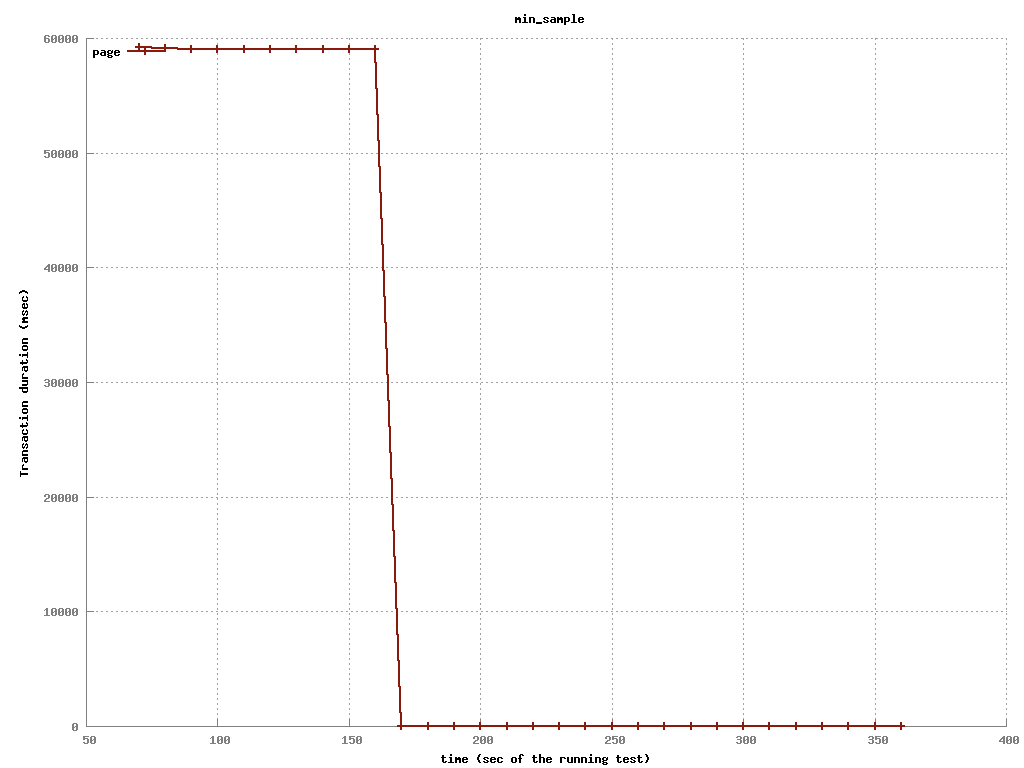 min_sample
60000
page
50000
40000
30000
20000
10000
0
Transaction duration (msec)
50 100 150 200 250 300 350 400
time (sec of the running test)